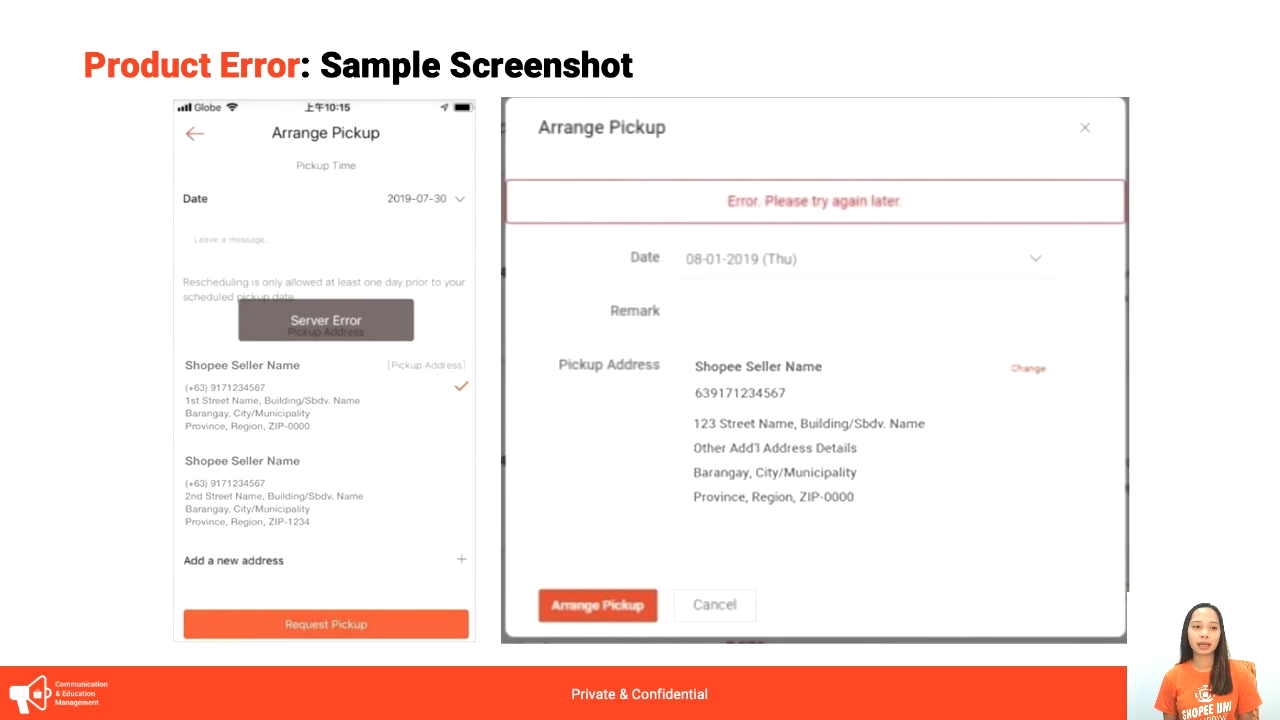 Product Error: Sample Screenshot
Globe
上午10:15
Arrange Pickup
Pickup Time
Date
2019-07-30
Leave a message...
Rescheduling is only allowed at least one day prior to your
scheduled pickup date.
Server Error
Pickup Address
Shopee Seller Name
[Pickup Address]
(+63) 9171234567
1st Street Name, Building/Sbdv. Name
Barangay, City/Municipality
Province, Region, ZIP-0000
Shopee Seller Name
(+63) 9171234567
2nd Street Name, Building/Sbdv. Name
Barangay, City/Municipality
Province, Region, ZIP-1234
Add a new address
Request Pickup
Arrange Pickup
Error. Please try again later.
Date
08-01-2019 (Thu)
Remark
Pickup Address
Shopee Seller Name
Change
639171234567
123 Street Name, Building/Sbdv. Name
Other Add'l Address Details
Barangay, City/Municipality
Province, Region, ZIP-0000
Arrange Pickup
Cancel
Communication
& Education
Management
Private & Confidential
SHOPEE UNI